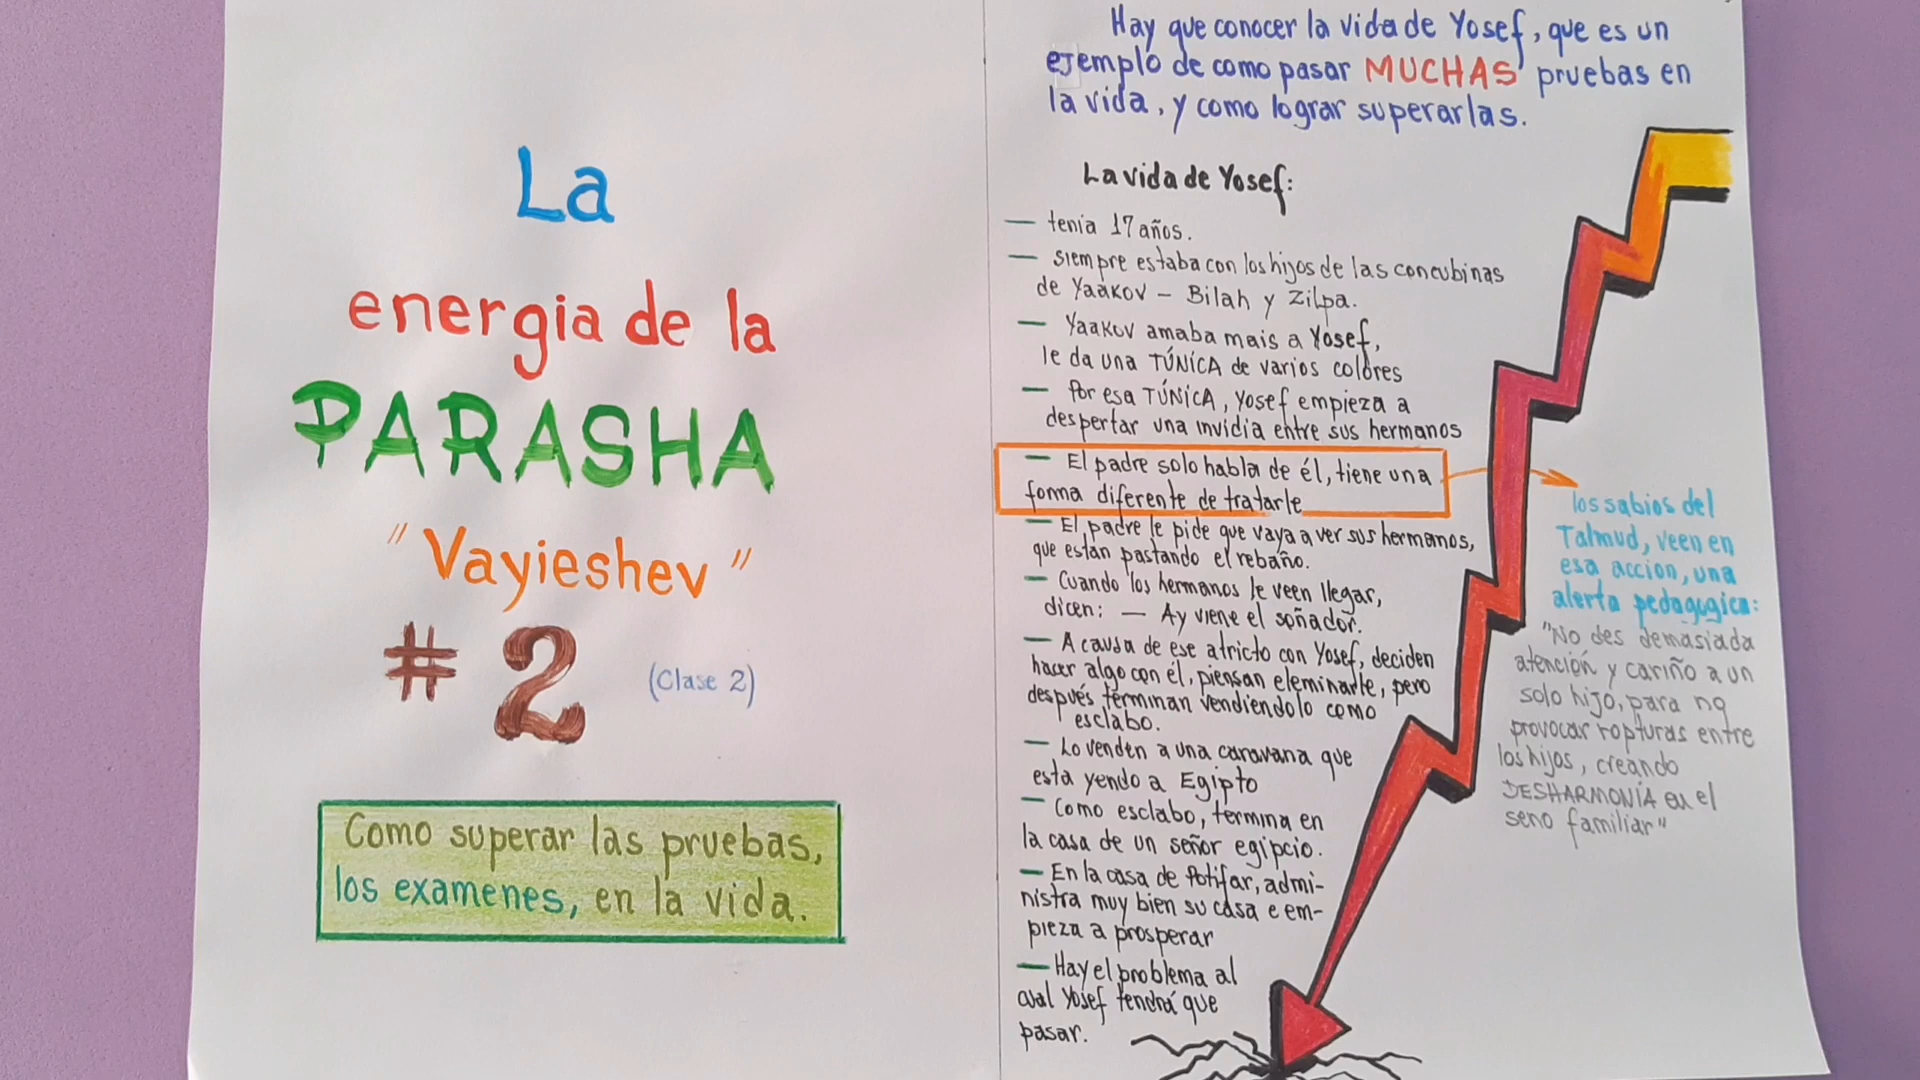 La
energia de la
PARASHA
"Vayieshev"
# 2 (Clase 2)
Como superar las pruebas,
los examenes, en la vida.
Hay que conocer la vida de Yosef, que es un
ejemplo de como pasar MUCHAS pruebas en
la vida, y como lograr superarlas.
La vida de Yosef:
— tenia 17 años.
— siempre estaba con los hijos de las concubinas
de Yaakov – Bilah y Zilpa.
— Yaakov amaba mais a Yosef,
le da una TÚNICA de varios colores
— Por esa TÚNICA, Yosef empieza a
despertar una invidia entre sus hermanos
— El padre solo habla de él, tiene una
forma diferente de tratarle
— El padre le pide que vaya a ver sus hermanos,
que estan pastando el rebaño.
— Cuando los hermanos le veen llegar,
dicen: — Ay viene el soñador.
— A causa de ese atricto con Yosef, deciden
hacer algo con él, piensan eleminarle, pero
después terminan vendiendolo como
esclabo.
— Lo venden a una caravana que
esta yendo a Egipto
— Como esclabo, termina en
la casa de un señor egipcio.
— En la casa de Potifar, admi-
nistra muy bien su casa e em-
pieza a prosperar
— Hay el problema al
cual Yosef tendrá que
pasar.
los sabios del
Talmud, veen en
esa accion, una
alerta pedagogica:
"No des demasiada
atención y cariño a un
solo hijo, para no
provocar ropturas entre
los hijos, creando
DESHARMONÍA en el
seno familiar"